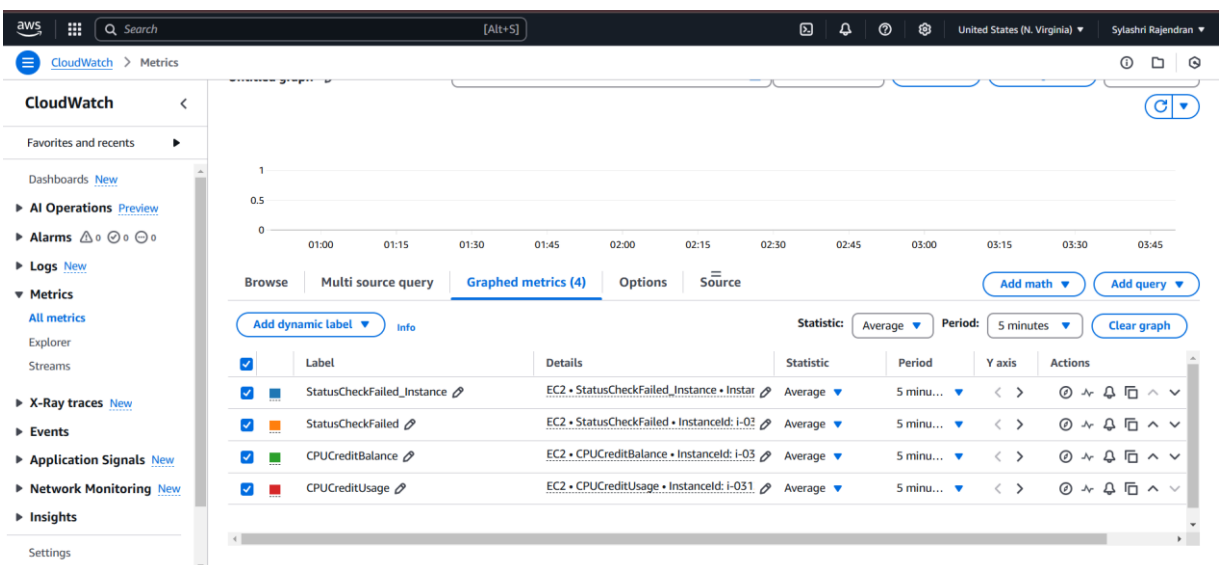 aws Search [Alt+S] United States (N. Virginia) Sylashri Rajendran
CloudWatch > Metrics
CloudWatch
Untitled graph
Favorites and recents
Dashboards New
AI Operations Preview
Alarms 0 0 0
Logs New
Metrics
All metrics
Explorer
Streams
X-Ray traces New
Events
Application Signals New
Network Monitoring New
Insights
Settings
1
0.5
0
01:00 01:15 01:30 01:45 02:00 02:15 02:30 02:45 03:00 03:15 03:30 03:45
Browse Multi source query Graphed metrics (4) Options Source Add math Add query
Add dynamic label Info Statistic: Average Period: 5 minutes Clear graph
Label Details Statistic Period Y axis Actions
StatusCheckFailed_Instance EC2 • StatusCheckFailed_Instance • Instar Average 5 minu... < >
StatusCheckFailed EC2 • StatusCheckFailed • InstanceId: i-03 Average 5 minu... < >
CPUCreditBalance EC2 • CPUCreditBalance • InstanceId: i-03 Average 5 minu... < >
CPUCreditUsage EC2 • CPUCreditUsage • InstanceId: i-031 Average 5 minu... < >